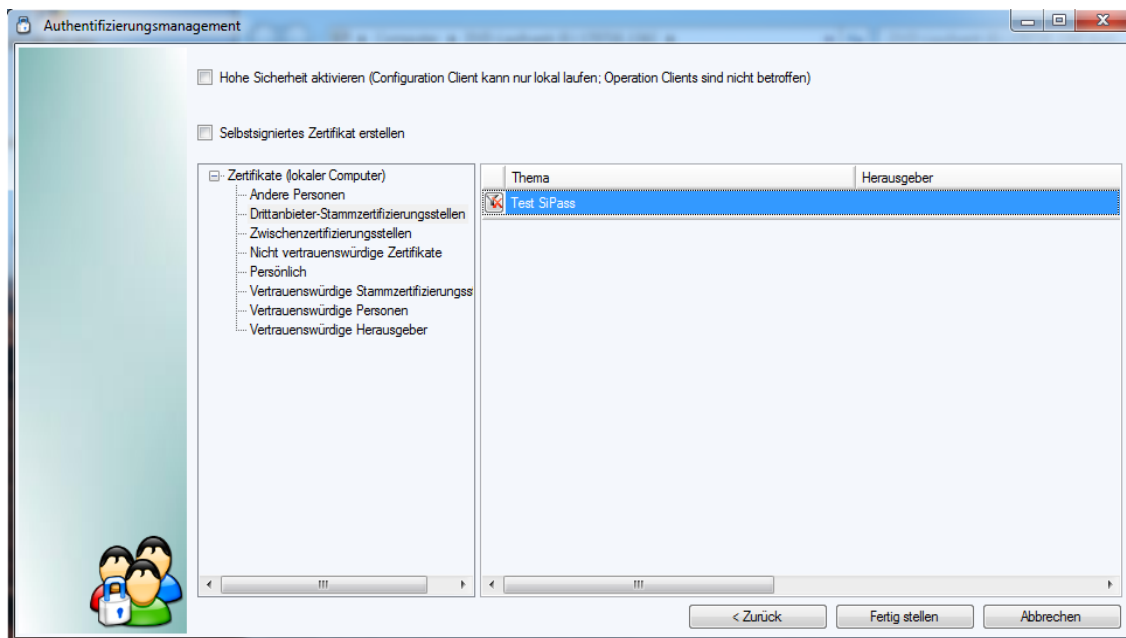 Authentifizierungsmanagement
Hohe Sicherheit aktivieren (Configuration Client kann nur lokal laufen; Operation Clients sind nicht betroffen)
Selbstsigniertes Zertifikat erstellen
Zertifikate (lokaler Computer)
Andere Personen
Drittanbieter-Stammzertifizierungsstellen
Zwischenzertifizierungsstellen
Nicht vertrauenswürdige Zertifikate
Persönlich
Vertrauenswürdige Stammzertifizierungss
Vertrauenswürdige Personen
Vertrauenswürdige Herausgeber
Thema Herausgeber
Test SiPass
< Zurück Fertig stellen Abbrechen